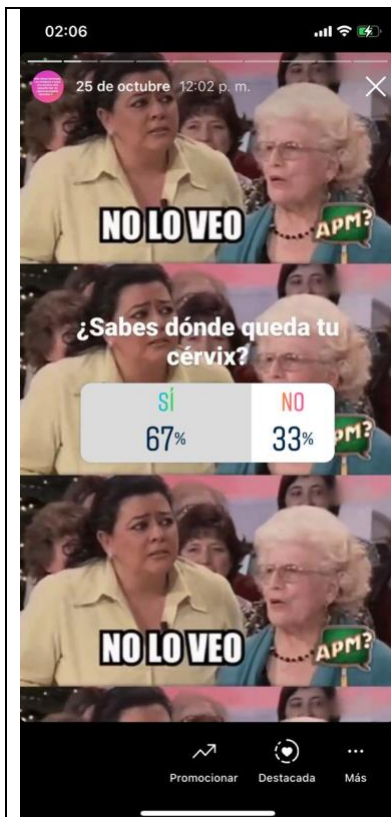 02:06
25 de octubre 12:02 p. m.
NO LO VEO
APM?
¿Sabes dónde queda tu
cérvix?
SÍ NO
67% 33%
PM?
NO LO VEO
APM?
Promocionar Destacada Más